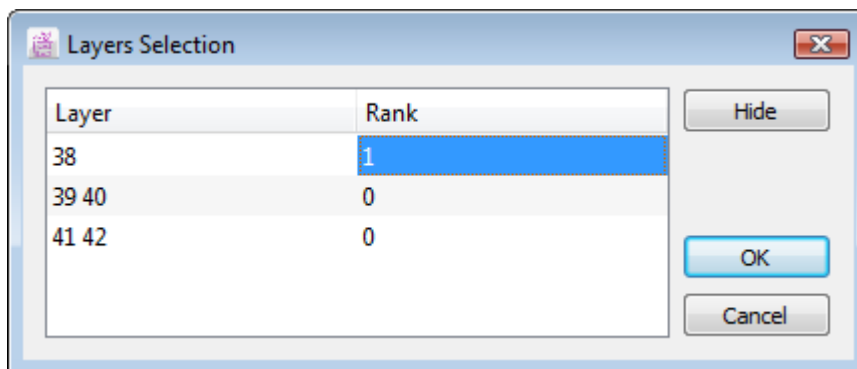 Layers Selection
Layer Rank Hide
38 1
39 40 0
41 42 0
OK
Cancel